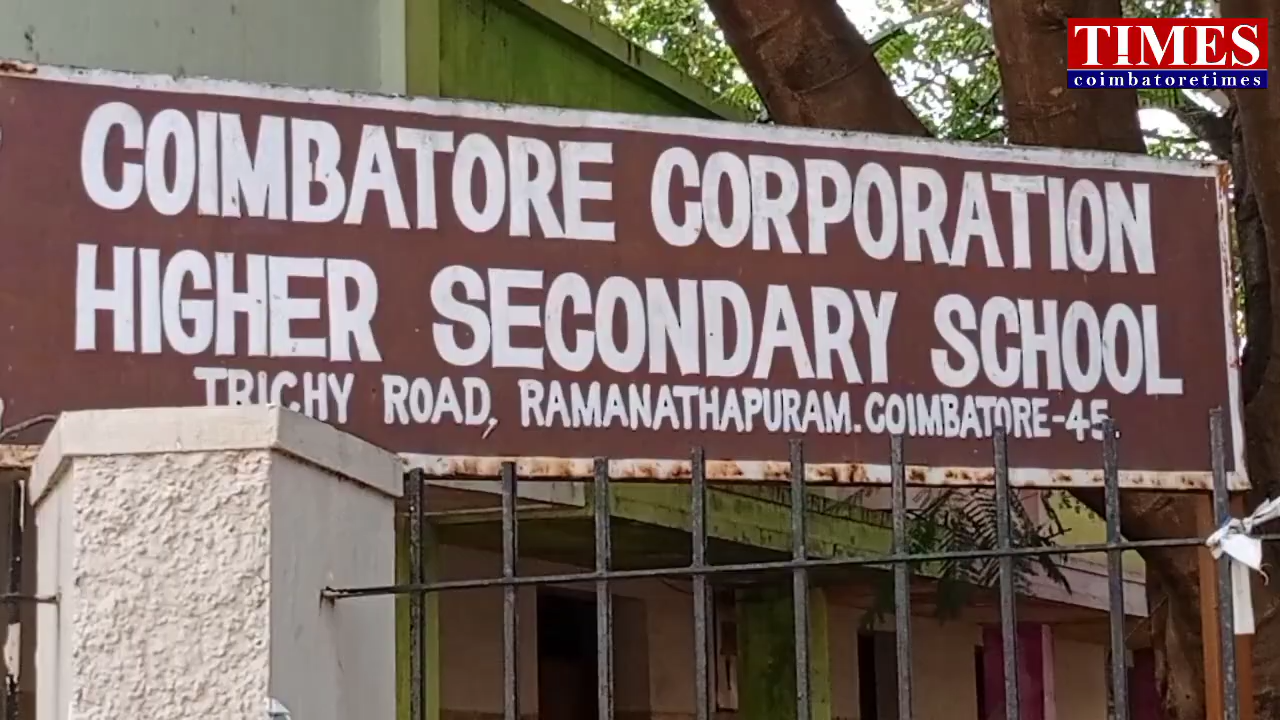 TIMES
coimbatoretimes
COIMBATORE CORPORATION
HIGHER SECONDARY SCHOOL
TRICHY ROAD, RAMANATHAPURAM. COIMBATORE-45.